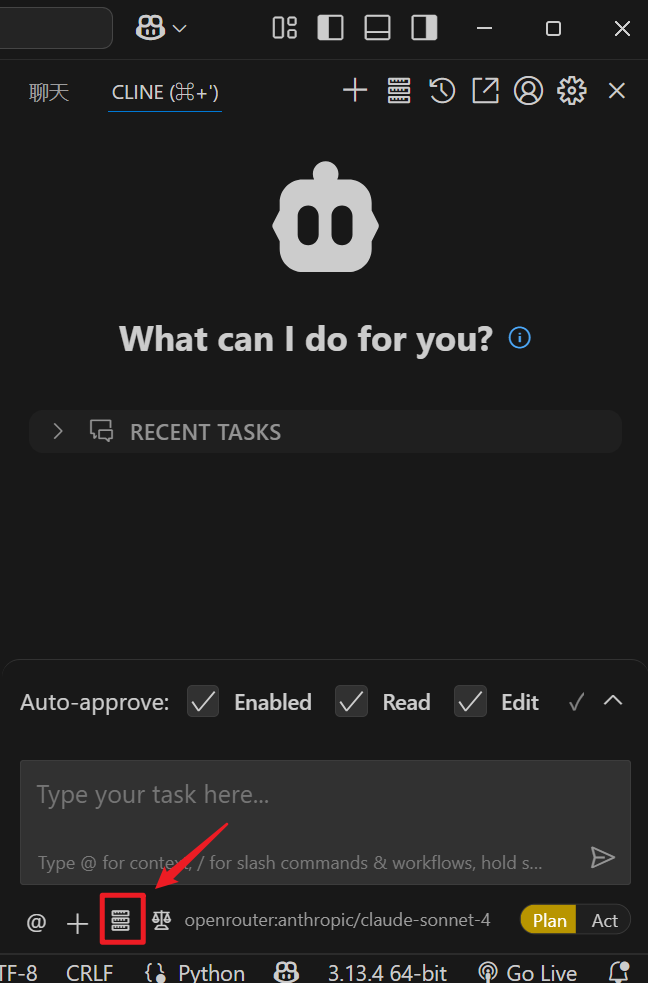 聊天 CLINE (⌘+')
What can I do for you?
RECENT TASKS
Auto-approve: Enabled Read Edit
Type your task here...
Type @ for context, / for slash commands & workflows, hold s...
@ openrouter:anthropic/claude-sonnet-4 Plan Act
TF-8 CRLF {} Python 3.13.4 64-bit Go Live